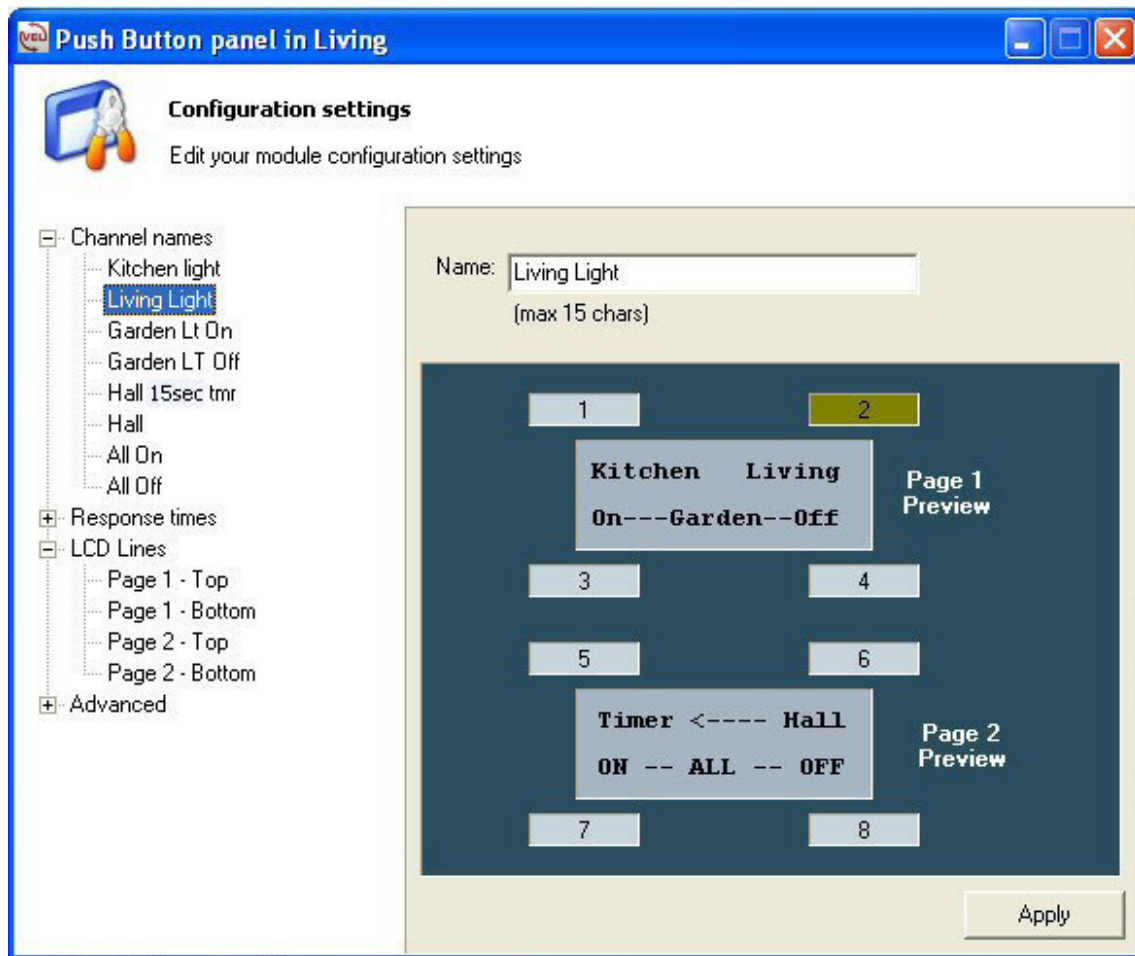 VEL Push Button panel in Living
Configuration settings
Edit your module configuration settings
Channel names
Kitchen light
Living Light
Garden Lt On
Garden LT Off
Hall 15sec tmr
Hall
All On
All Off
Response times
LCD Lines
Page 1 - Top
Page 1 - Bottom
Page 2 - Top
Page 2 - Bottom
Advanced
Name: Living Light
(max 15 chars)
1 2
Kitchen Living
On---Garden--Off
Page 1
Preview
3 4
5 6
Timer <---- Hall
ON -- ALL -- OFF
Page 2
Preview
7 8
Apply